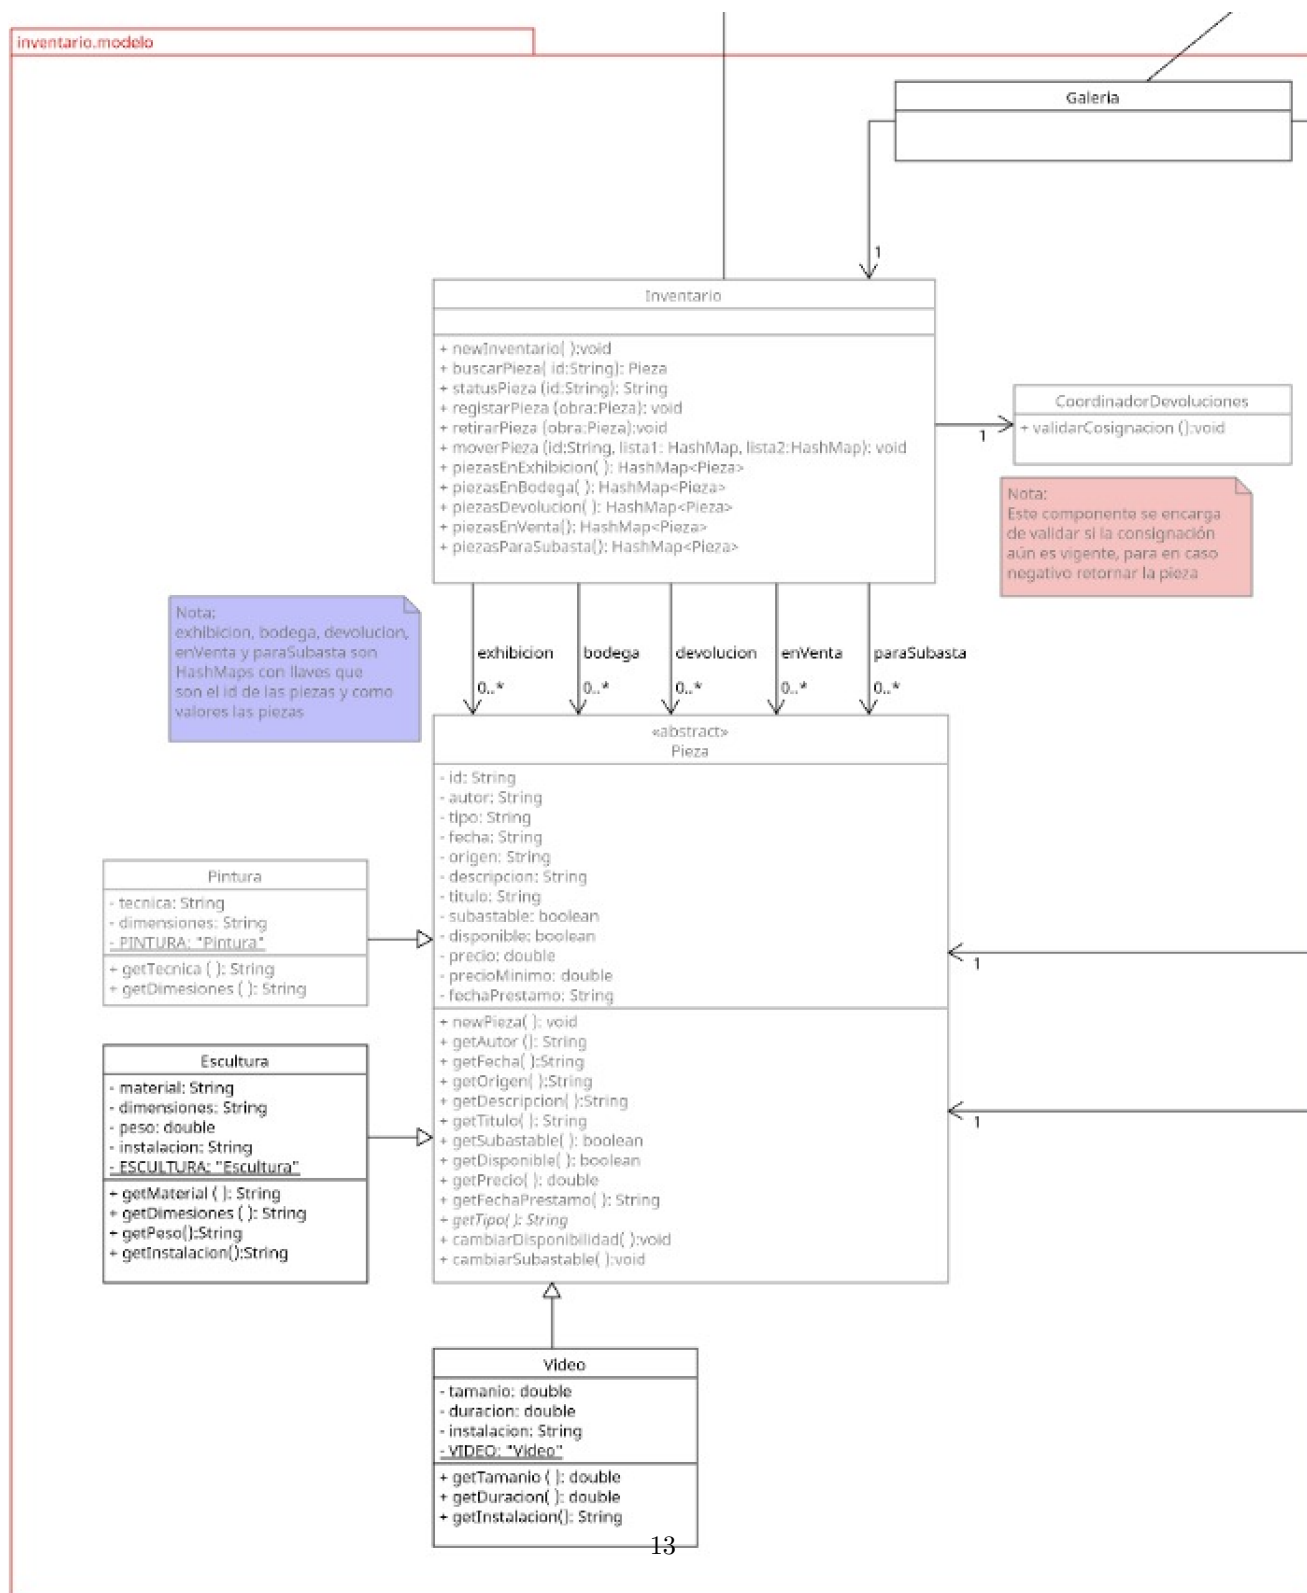 inventario.modelo
Galeria
1
Inventario
+ newInventario( ):void
+ buscarPieza( id:String): Pieza
+ statusPieza (id:String): String
+ registarPieza (obra:Pieza): void
+ retirarPieza (obra:Pieza):void
+ moverPieza (id:String, lista1: HashMap, lista2:HashMap): void
+ piezasEnExhibicion( ): HashMap<Pieza>
+ piezasEnBodega( ): HashMap<Pieza>
+ piezasDevolucion( ): HashMap<Pieza>
+ piezasEnVenta(): HashMap<Pieza>
+ piezasParaSubasta(): HashMap<Pieza>
1
CoordinadorDevoluciones
+ validarCosignacion ():void
Nota:
Este componente se encarga
de validar si la consignación
aún es vigente, para en caso
negativo retornar la pieza
Nota:
exhibicion, bodega, devolucion,
enVenta y paraSubasta son
HashMaps con llaves que
son el id de las piezas y como
valores las piezas
exhibicion bodega devolucion enVenta paraSubasta
0..* 0..* 0..* 0..* 0..*
«abstract»
Pieza
- id: String
- autor: String
- tipo: String
- fecha: String
- origen: String
- descripcion: String
- titulo: String
- subastable: boolean
- disponible: boolean
- precio: double
- precioMinimo: double
- fechaPrestamo: String
+ newPieza( ): void
+ getAutor (): String
+ getFecha( ):String
+ getOrigen( ):String
+ getDescripcion( ):String
+ getTitulo( ): String
+ getSubastable( ): boolean
+ getDisponible( ): boolean
+ getPrecio( ): double
+ getFechaPrestamo( ): String
+ getTipo( ): String
+ cambiarDisponibilidad( ):void
+ cambiarSubastable( ):void
1
1
Pintura
- tecnica: String
- dimensiones: String
- PINTURA: "Pintura"
+ getTecnica ( ): String
+ getDimesiones ( ): String
Escultura
- material: String
- dimensiones: String
- peso: double
- instalacion: String
- ESCULTURA: "Escultura"
+ getMaterial ( ): String
+ getDimesiones ( ): String
+ getPeso():String
+ getInstalacion():String
Video
- tamanio: double
- duracion: double
- instalacion: String
- VIDEO: "Video"
+ getTamanio ( ): double
+ getDuracion( ): double
+ getInstalacion(): String
13